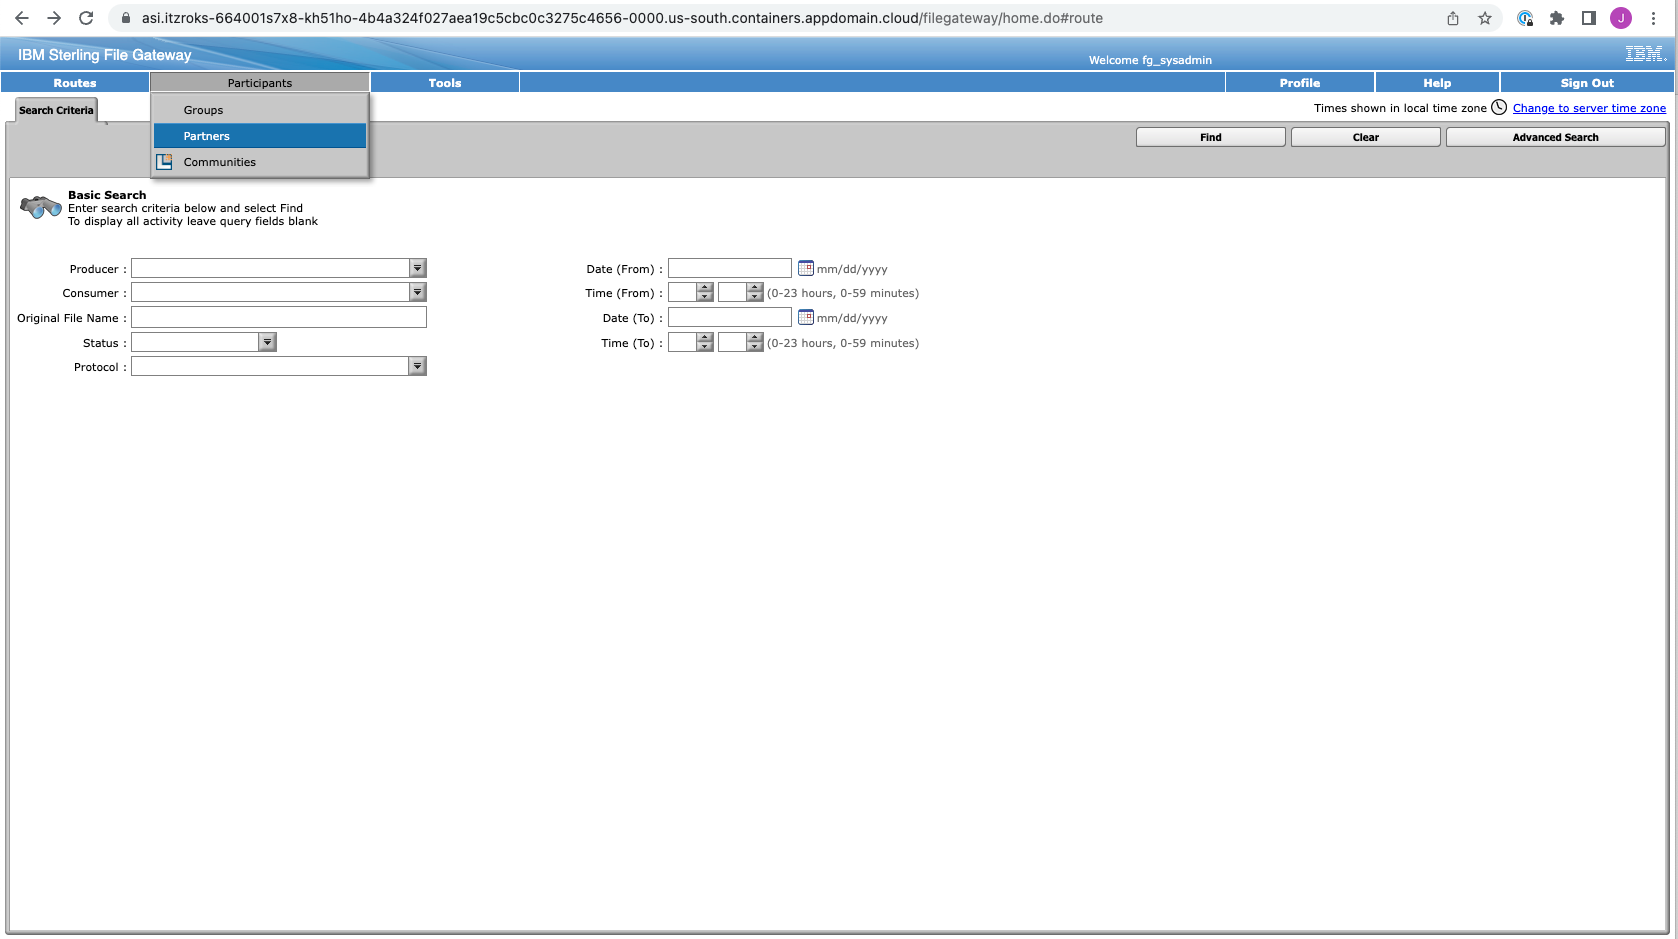 asi.itzroks-664001s7x8-kh51ho-4b4a324f027aea19c5cbc0c3275c4656-0000.us-south.containers.appdomain.cloud/filegateway/home.do#route
J
IBM Sterling File Gateway
Welcome fg_sysadmin
IBM.
Routes
Participants
Tools
Profile
Help
Sign Out
Search Criteria
Groups
Partners
Communities
Times shown in local time zone
Change to server time zone
Find
Clear
Advanced Search
Basic Search
Enter search criteria below and select Find
To display all activity leave query fields blank
Producer :
Date (From) :
mm/dd/yyyy
Consumer :
Time (From) :
(0-23 hours, 0-59 minutes)
Original File Name :
Date (To) :
mm/dd/yyyy
Status :
Time (To) :
(0-23 hours, 0-59 minutes)
Protocol :